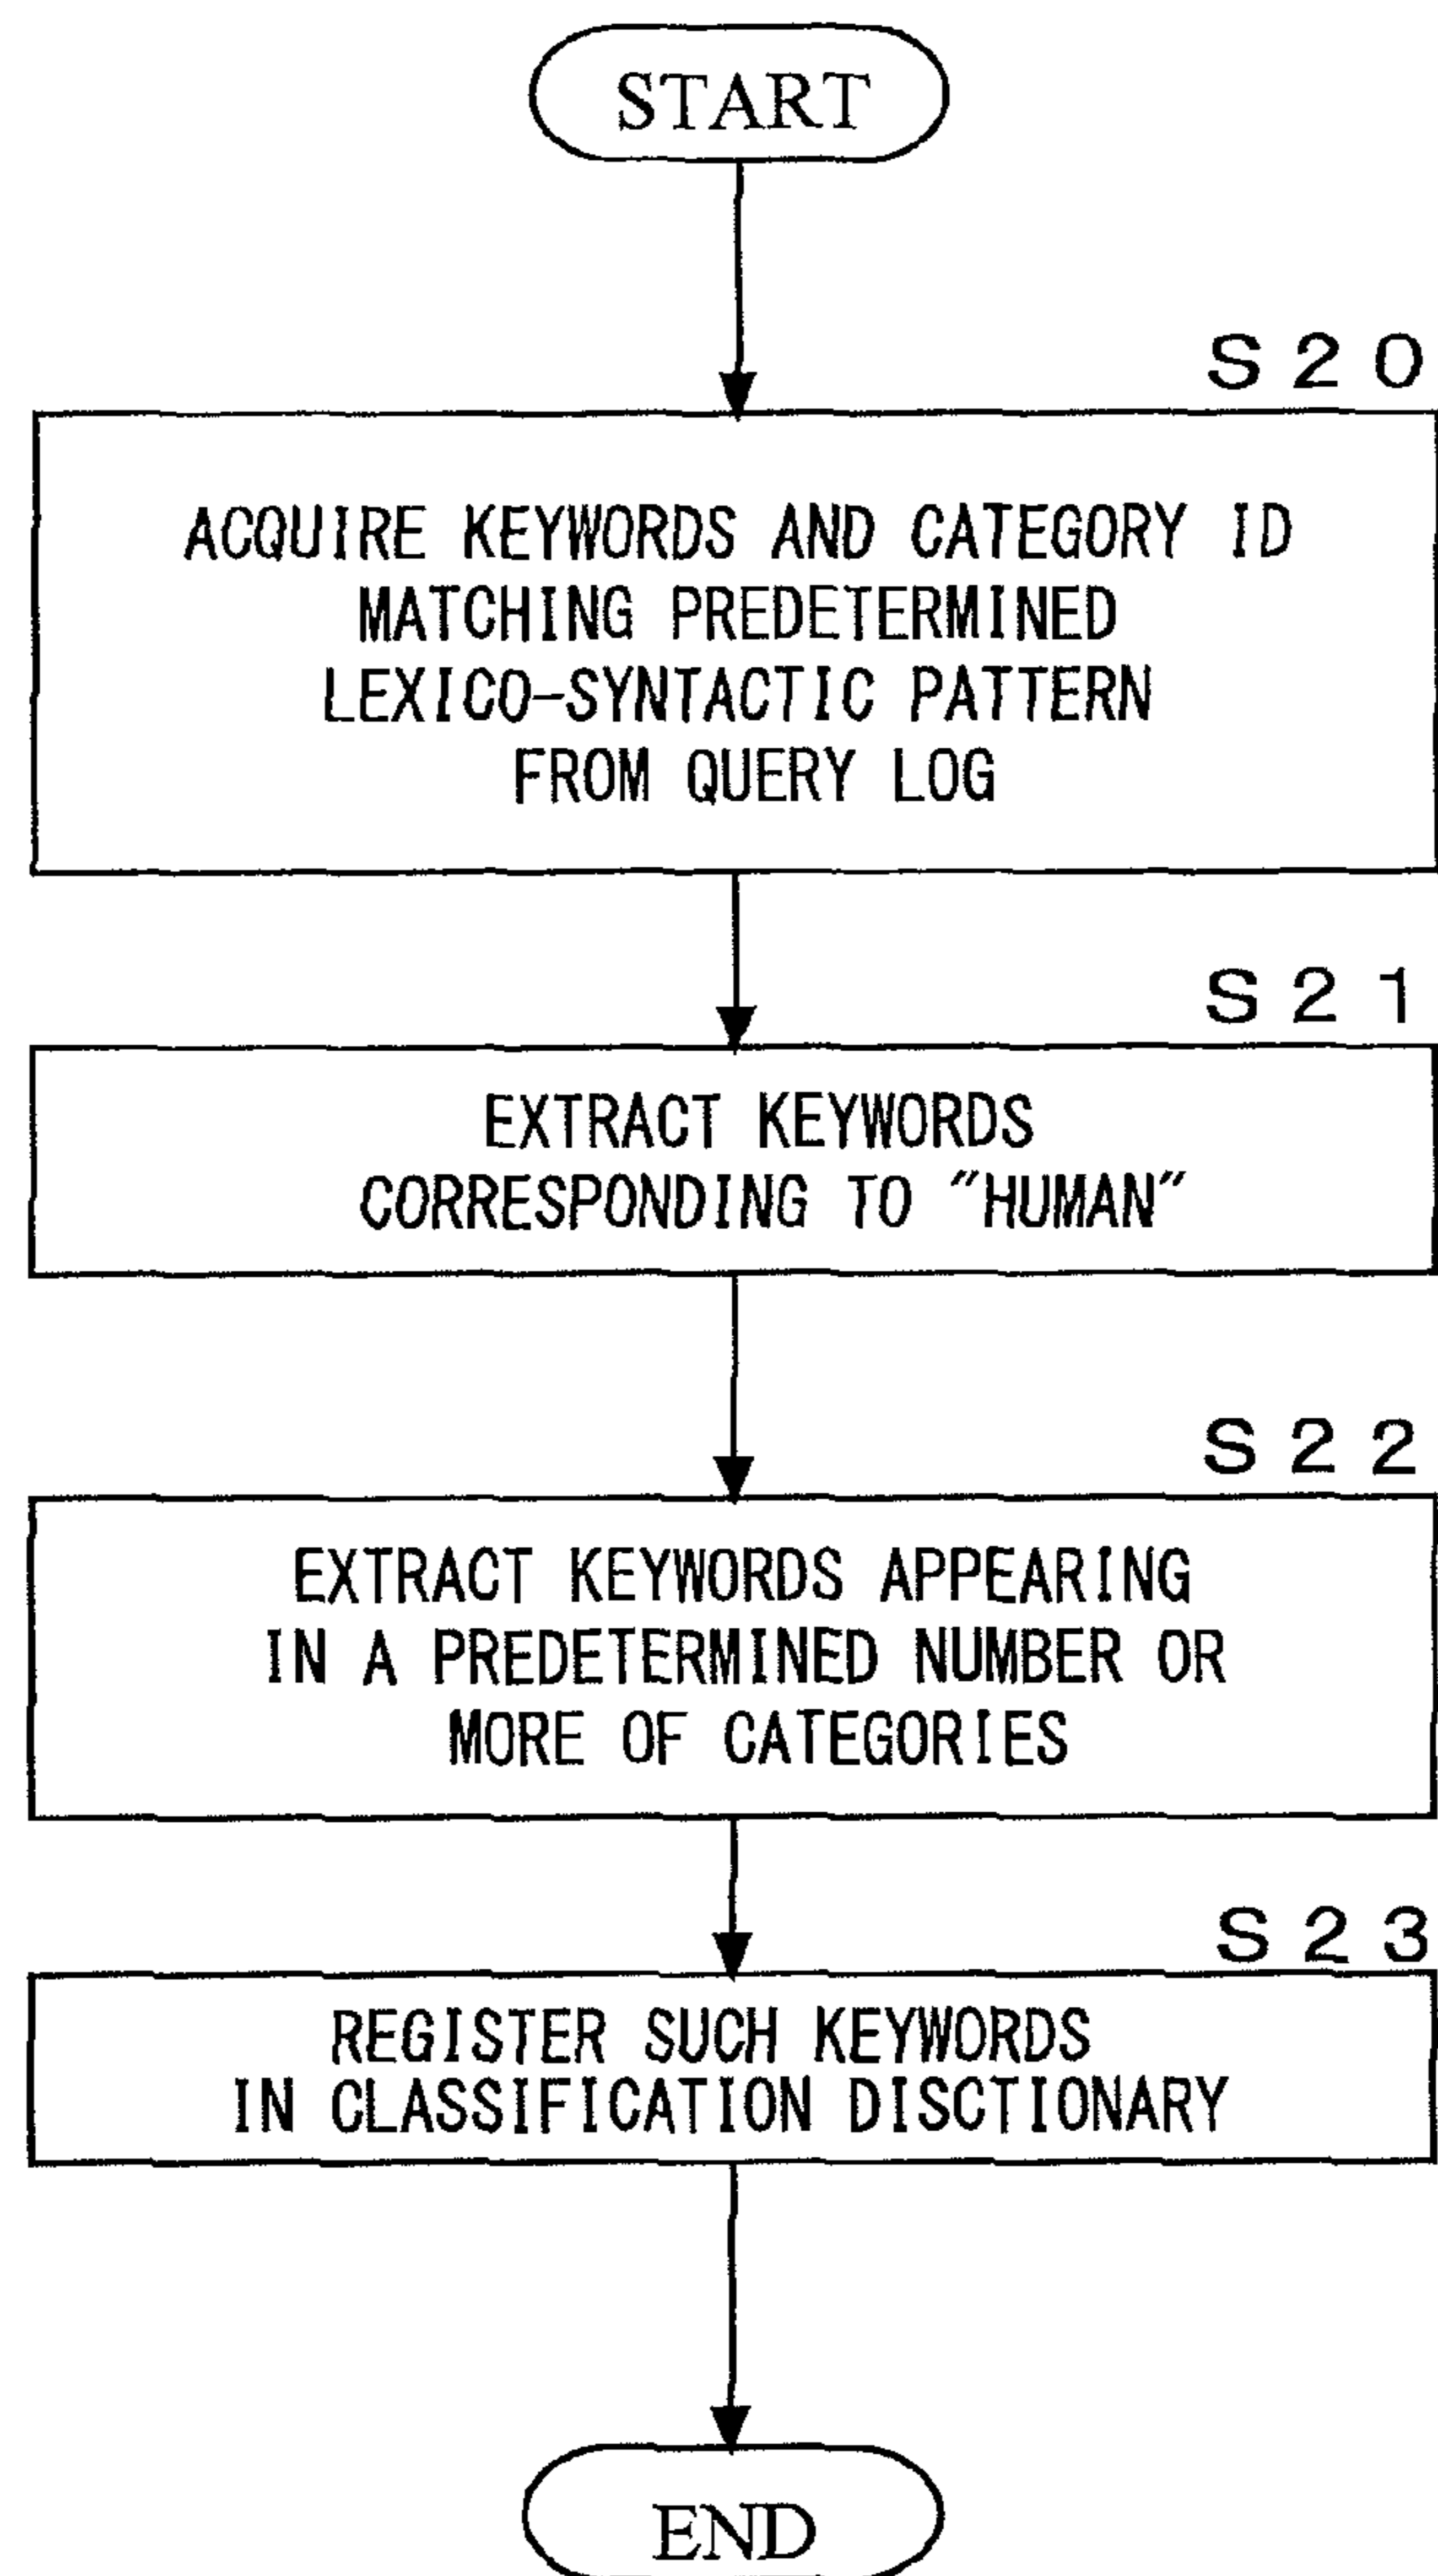 START
S20
ACQUIRE KEYWORDS AND CATEGORY ID
MATCHING PREDETERMINED
LEXICO-SYNTACTIC PATTERN
FROM QUERY LOG
S21
EXTRACT KEYWORDS
CORRESPONDING TO "HUMAN"
S22
EXTRACT KEYWORDS APPEARING
IN A PREDETERMINED NUMBER OR
MORE OF CATEGORIES
S23
REGISTER SUCH KEYWORDS
IN CLASSIFICATION DISCTIONARY
END